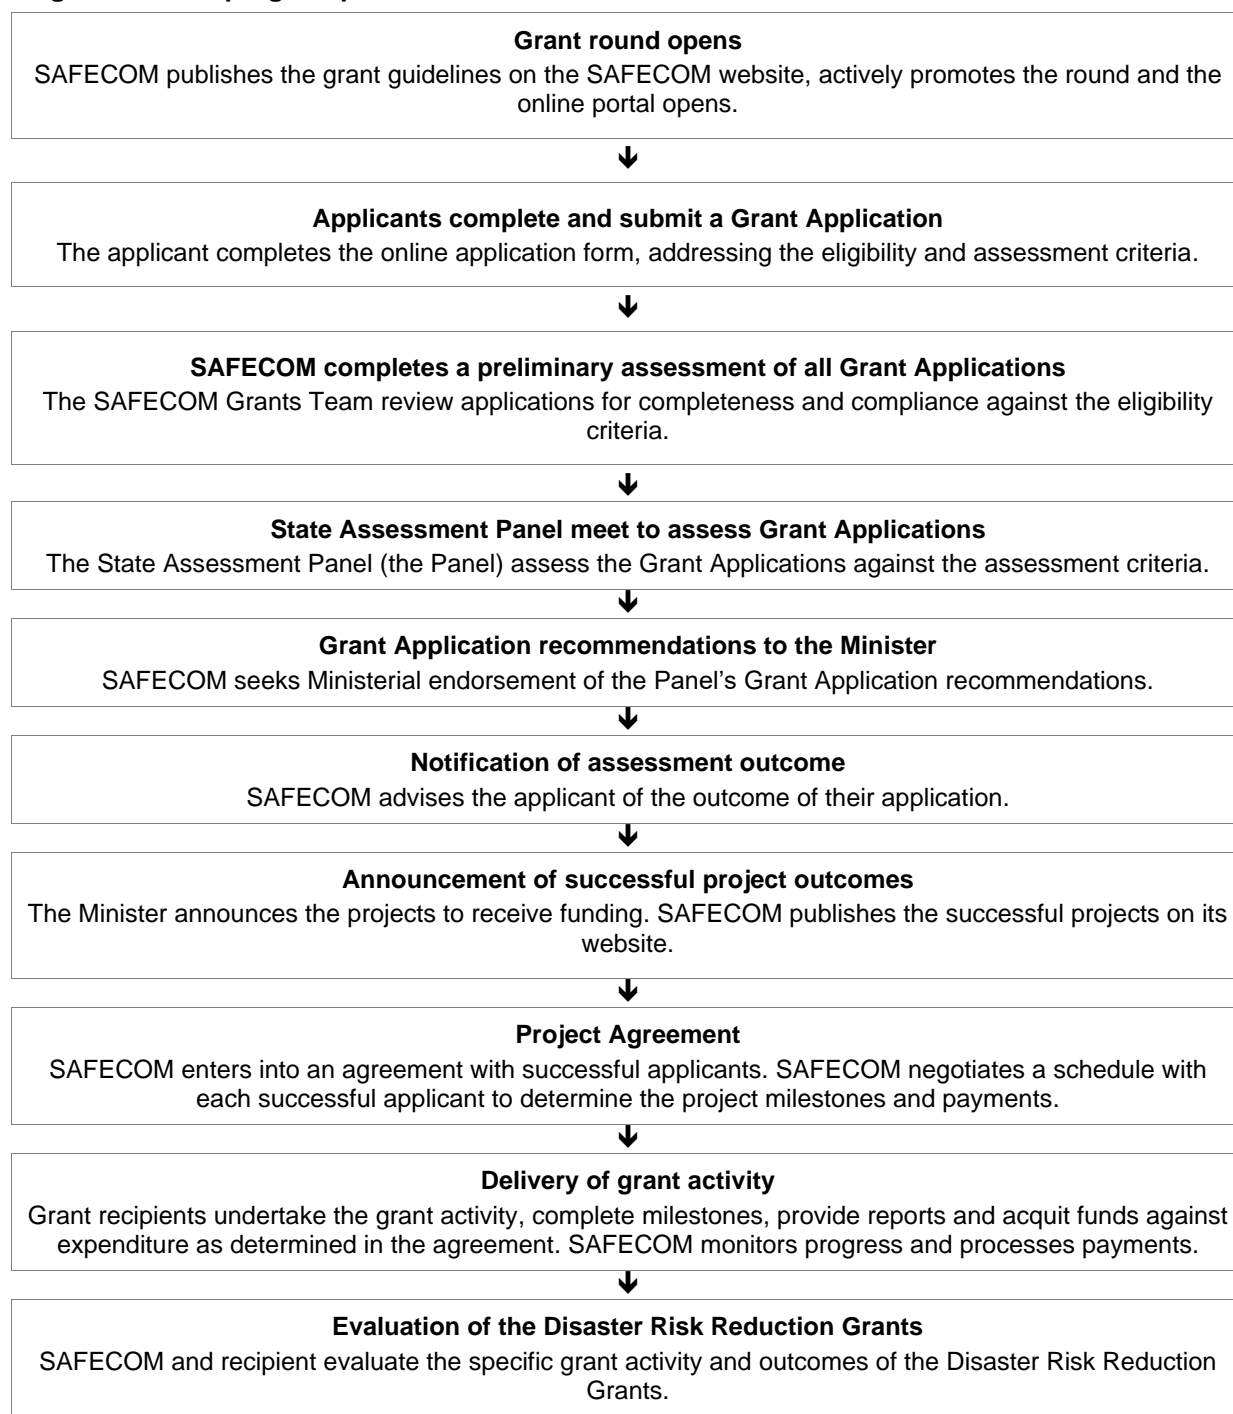 Grant round opens
SAFECOM publishes the grant guidelines on the SAFECOM website, actively promotes the round and the
online portal opens.
Applicants complete and submit a Grant Application
The applicant completes the online application form, addressing the eligibility and assessment criteria.
SAFECOM completes a preliminary assessment of all Grant Applications
The SAFECOM Grants Team review applications for completeness and compliance against the eligibility
criteria.
State Assessment Panel meet to assess Grant Applications
The State Assessment Panel (the Panel) assess the Grant Applications against the assessment criteria.
Grant Application recommendations to the Minister
SAFECOM seeks Ministerial endorsement of the Panel's Grant Application recommendations.
Notification of assessment outcome
SAFECOM advises the applicant of the outcome of their application.
Announcement of successful project outcomes
The Minister announces the projects to receive funding. SAFECOM publishes the successful projects on its
website.
Project Agreement
SAFECOM enters into an agreement with successful applicants. SAFECOM negotiates a schedule with
each successful applicant to determine the project milestones and payments.
Delivery of grant activity
Grant recipients undertake the grant activity, complete milestones, provide reports and acquit funds against
expenditure as determined in the agreement. SAFECOM monitors progress and processes payments.
Evaluation of the Disaster Risk Reduction Grants
SAFECOM and recipient evaluate the specific grant activity and outcomes of the Disaster Risk Reduction
Grants.